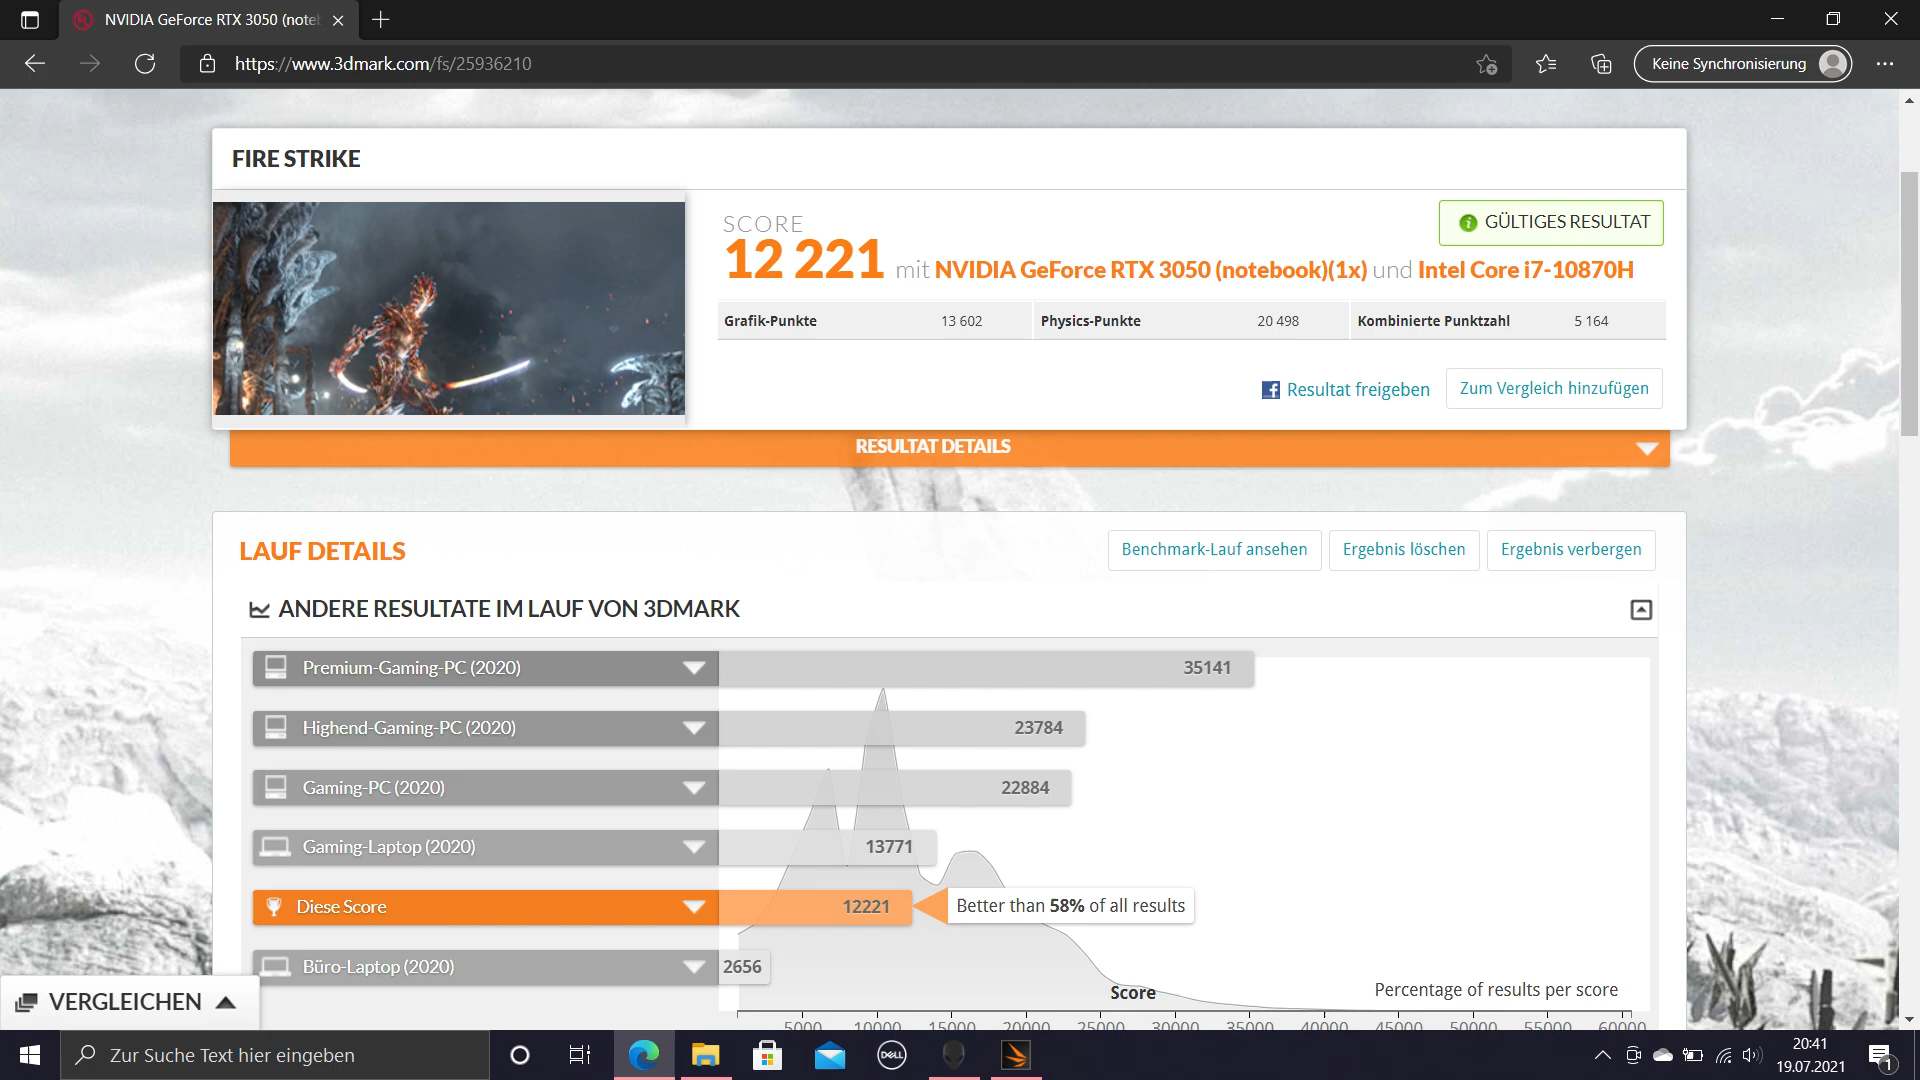 NVIDIA GeForce RTX 3050 (note
https://www.3dmark.com/fs/25936210
Keine Synchronisierung
FIRE STRIKE
SCORE
GÜLTIGES RESULTAT
12 221 mit NVIDIA GeForce RTX 3050 (notebook)(1x) und Intel Core i7-10870H
Grafik-Punkte 13 602 Physics-Punkte 20 498 Kombinierte Punktzahl 5 164
Resultat freigeben Zum Vergleich hinzufügen
RESULTAT DETAILS
LAUF DETAILS
Benchmark-Lauf ansehen Ergebnis löschen Ergebnis verbergen
ANDERE RESULTATE IM LAUF VON 3DMARK
Premium-Gaming-PC (2020) 35141
Highend-Gaming-PC (2020) 23784
Gaming-PC (2020) 22884
Gaming-Laptop (2020) 13771
Diese Score 12221 Better than 58% of all results
Büro-Laptop (2020) 2656
Score Percentage of results per score
5000 10000 15000 20000 25000 30000 35000 40000 45000 50000 55000 60000
VERGLEICHEN
Zur Suche Text hier eingeben
DELL
20:41
19.07.2021
1